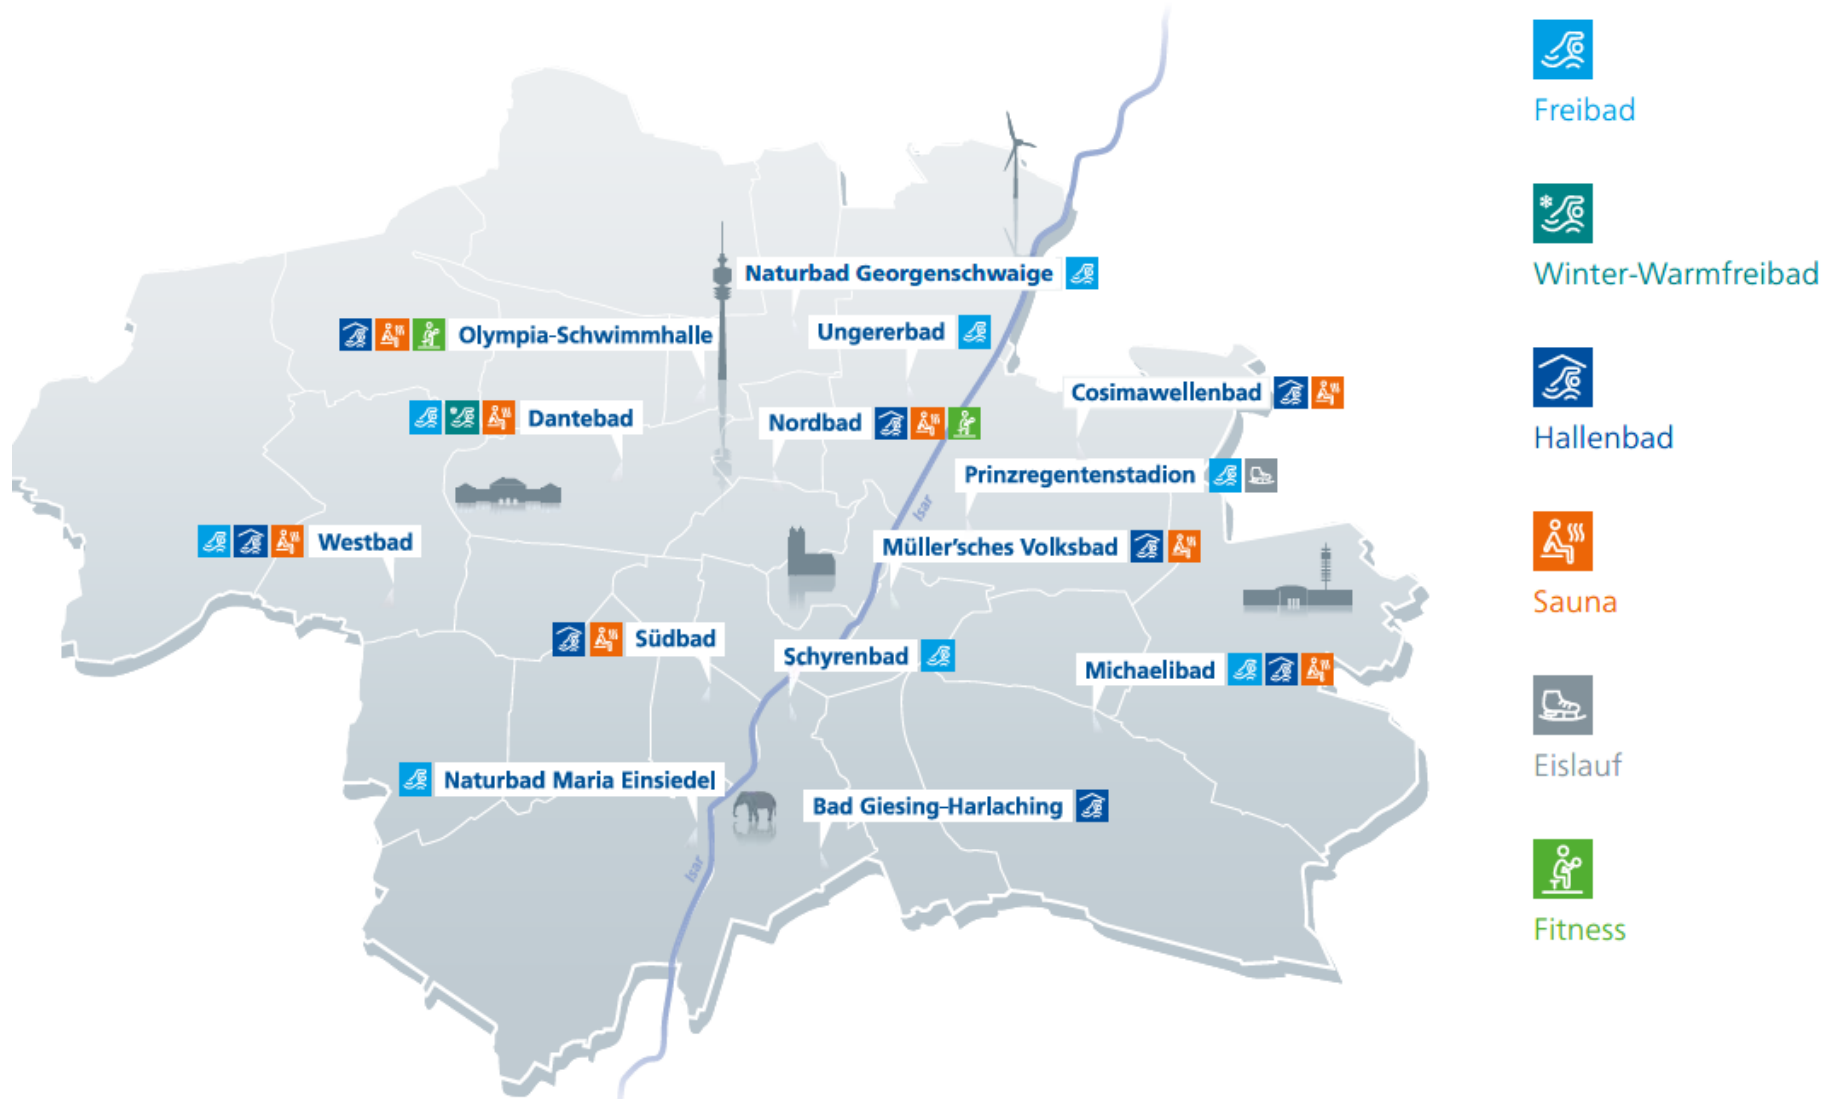 Naturbad Georgenschwaige
Olympia-Schwimmhalle
Ungererbad
Cosimawellenbad
Dantebad
Nordbad
Prinzregentenstadion
Isar
Westbad
Müller'sches Volksbad
Südbad
Schyrenbad
Michaelibad
Naturbad Maria Einsiedel
Bad Giesing-Harlaching
Isar
Freibad
Winter-Warmfreibad
Hallenbad
Sauna
Eislauf
Fitness